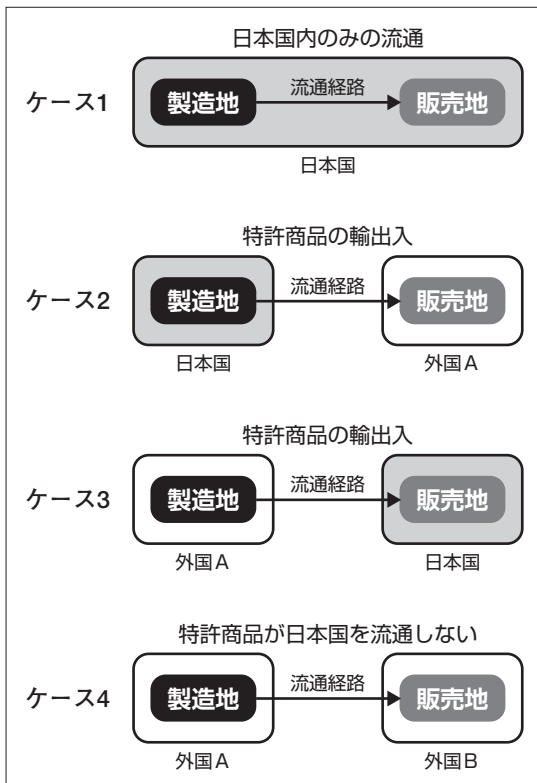 日本国内のみの流通
ケース1
製造地
流通経路
販売地
日本国
特許商品の輸出入
ケース2
製造地
流通経路
販売地
日本国
外国A
特許商品の輸出入
ケース3
製造地
流通経路
販売地
外国A
日本国
特許商品が日本国を流通しない
ケース4
製造地
流通経路
販売地
外国A
外国B